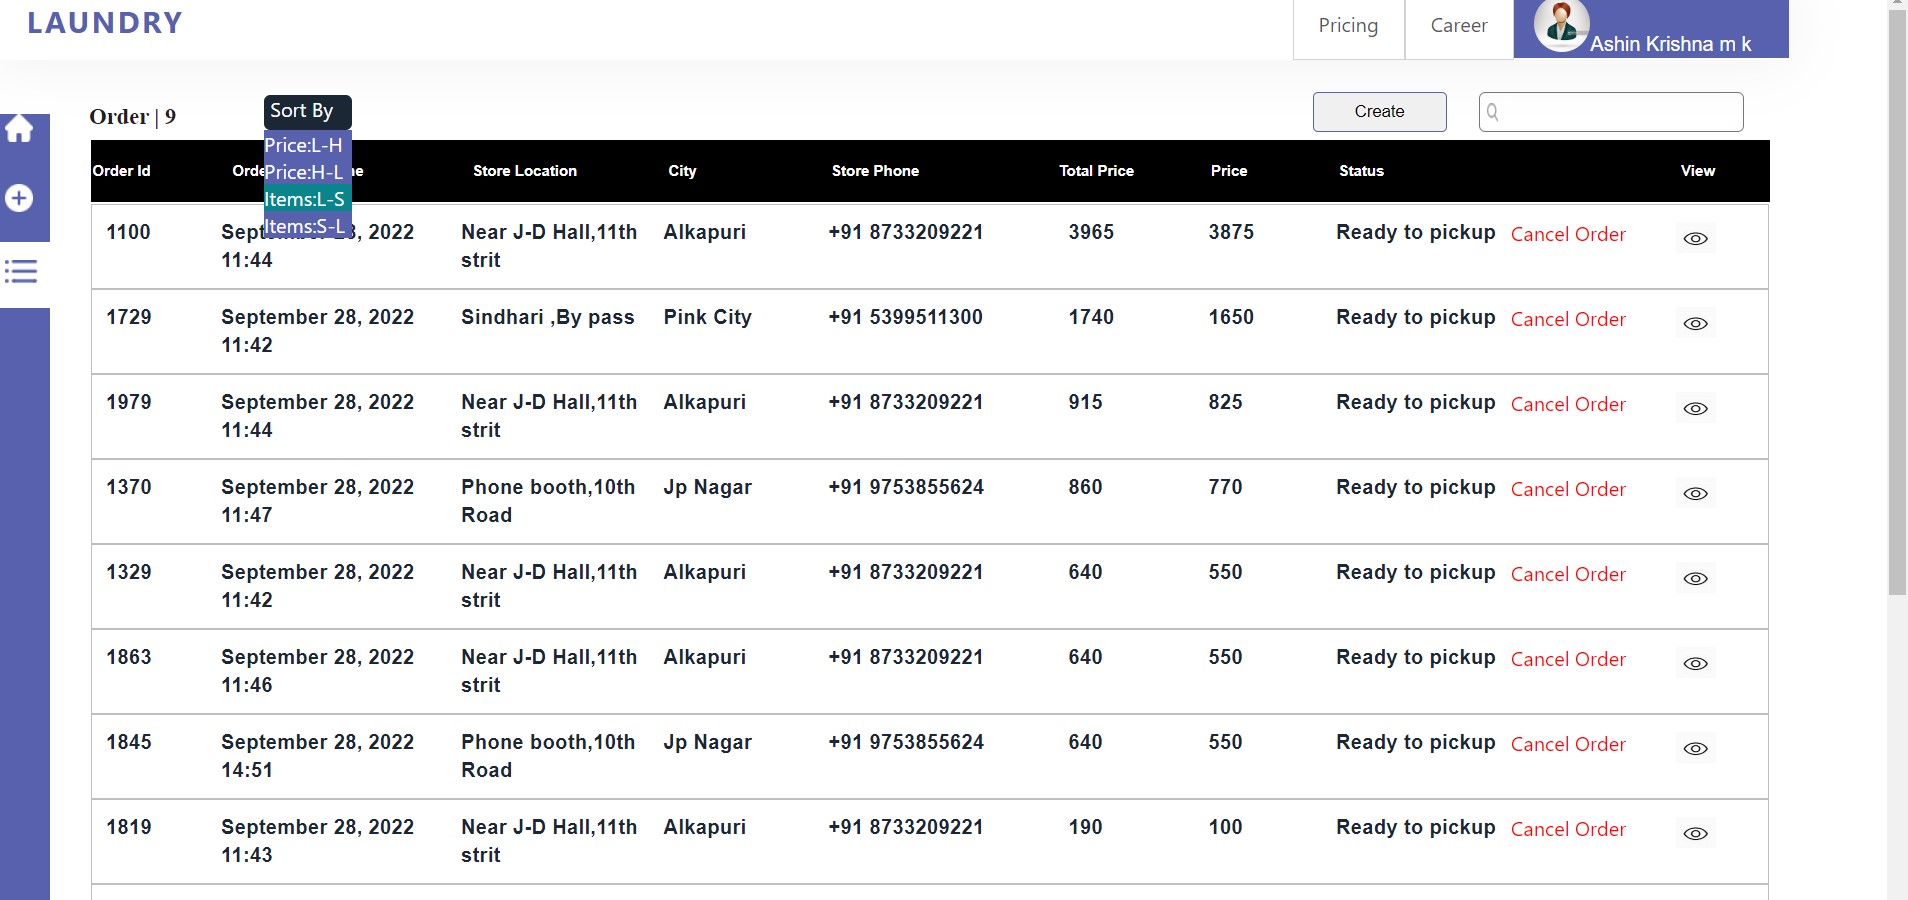 LAUNDRY
Pricing
Career
Ashin Krishna m k
Order | 9
Sort By
Price:L-H
Price:H-L
Items:L-S
Items:S-L
Create
Order Id Store Location City Store Phone Total Price Price Status View
1100 2022 Near J-D Hall,11th Alkapuri +91 8733209221 3965 3875 Ready to pickup Cancel Order
11:44 strit
1729 September 28, 2022 Sindhari ,By pass Pink City +91 5399511300 1740 1650 Ready to pickup Cancel Order
11:42
1979 September 28, 2022 Near J-D Hall,11th Alkapuri +91 8733209221 915 825 Ready to pickup Cancel Order
11:44 strit
1370 September 28, 2022 Phone booth,10th Jp Nagar +91 9753855624 860 770 Ready to pickup Cancel Order
11:47 Road
1329 September 28, 2022 Near J-D Hall,11th Alkapuri +91 8733209221 640 550 Ready to pickup Cancel Order
11:42 strit
1863 September 28, 2022 Near J-D Hall,11th Alkapuri +91 8733209221 640 550 Ready to pickup Cancel Order
11:46 strit
1845 September 28, 2022 Phone booth,10th Jp Nagar +91 9753855624 640 550 Ready to pickup Cancel Order
14:51 Road
1819 September 28, 2022 Near J-D Hall,11th Alkapuri +91 8733209221 190 100 Ready to pickup Cancel Order
11:43 strit